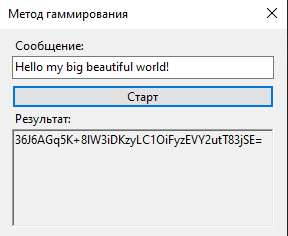 Метод гаммирования
Сообщение:
Hello my big beautiful world!
Старт
Результат:
36J6AGq5K+8IW3iDKzyLC1OiFyzEVY2utT83jSE=